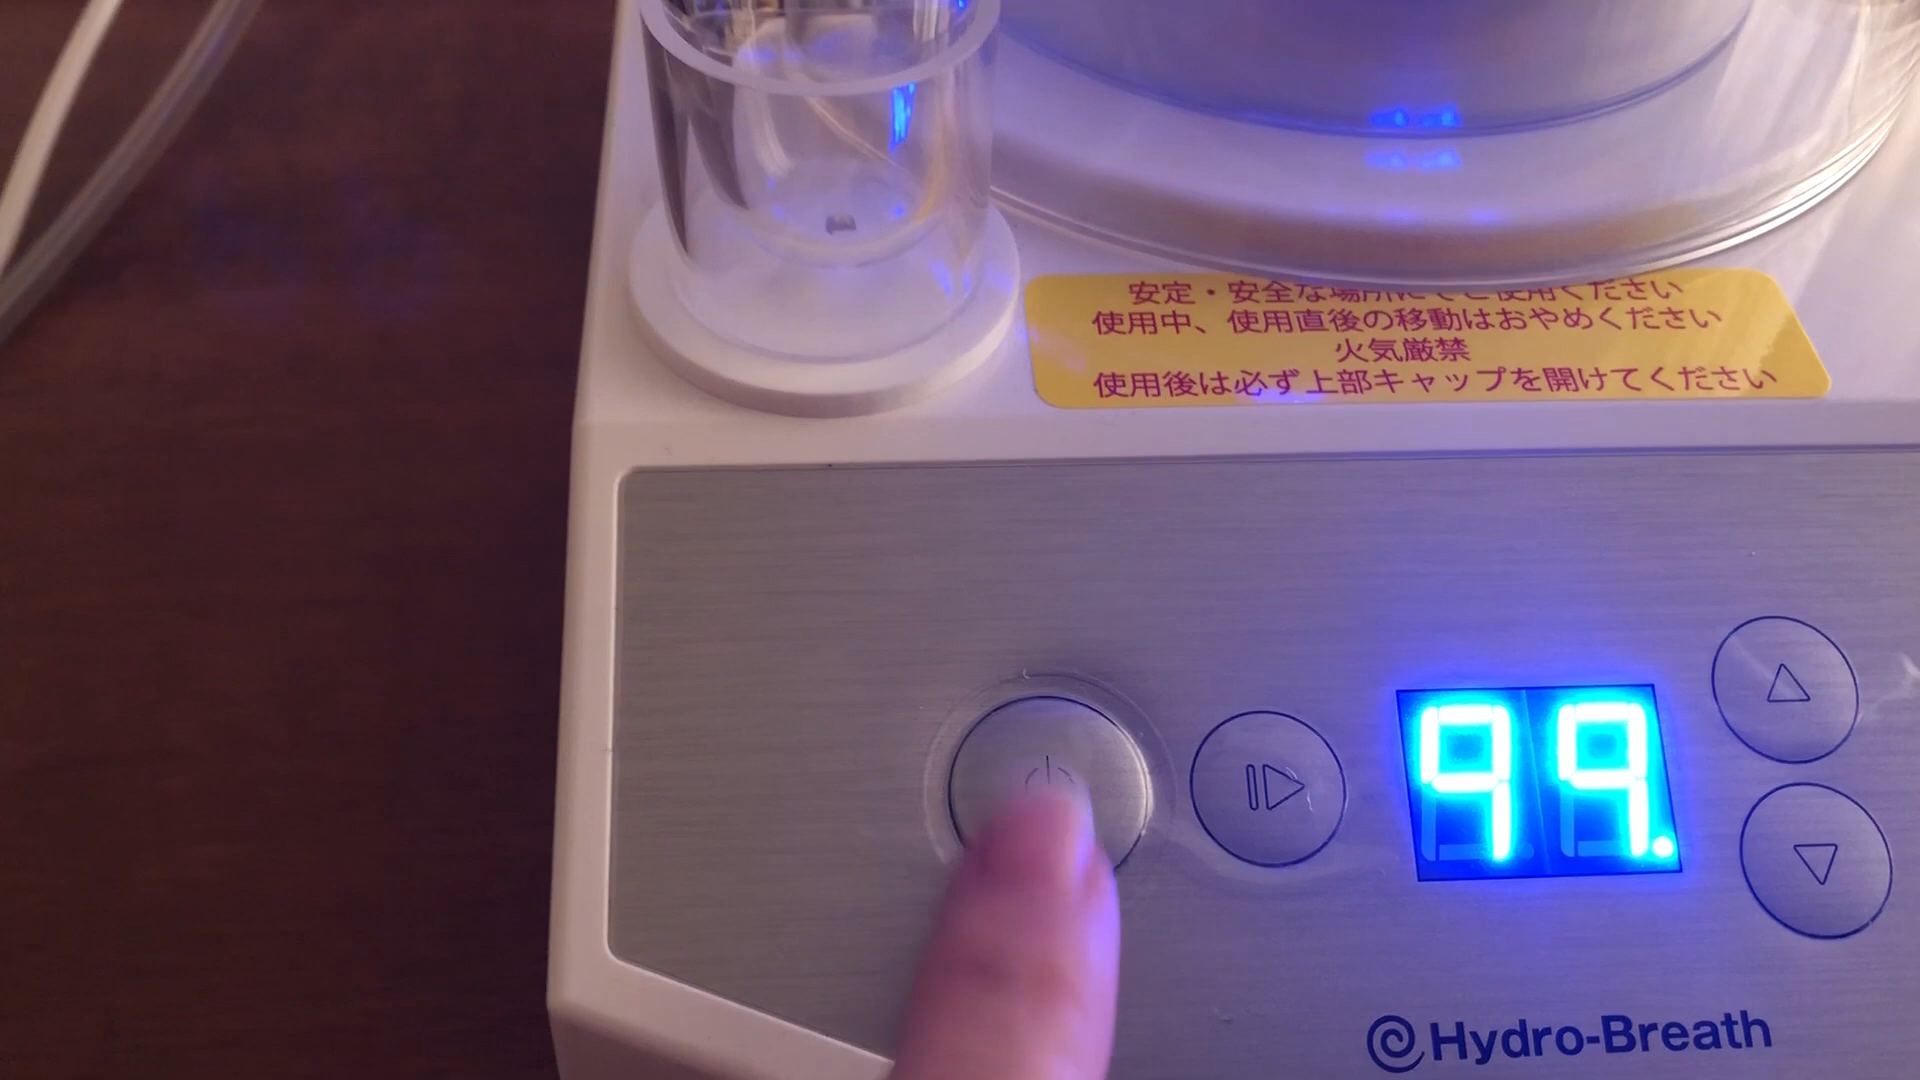 安定・安全な場所にてご使用ください
使用中、使用直後の移動はおやめください
火気厳禁
使用後は必ず上部キャップを開けてください
99.
Hydro-Breath